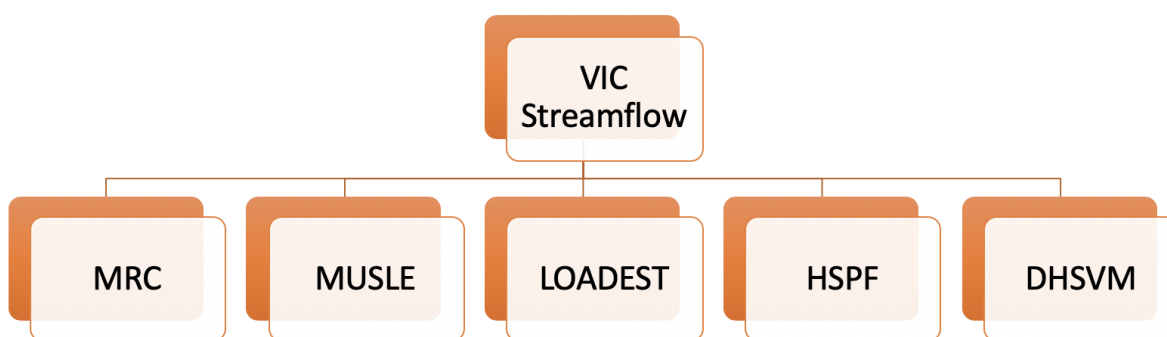 VIC
Streamflow
MRC
MUSLE
LOADEST
HSPF
DHSVM